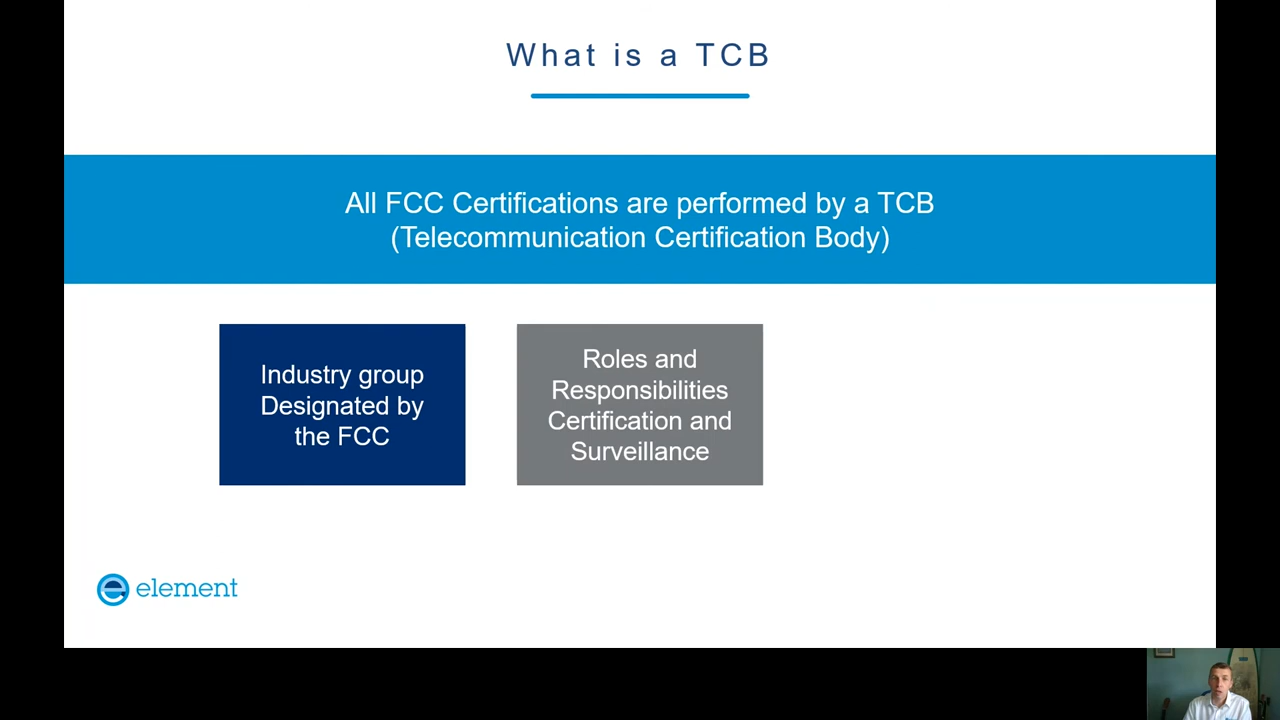 What is a TCB
All FCC Certifications are performed by a TCB
(Telecommunication Certification Body)
Industry group
Designated by
the FCC
Roles and
Responsibilities
Certification and
Surveillance
element